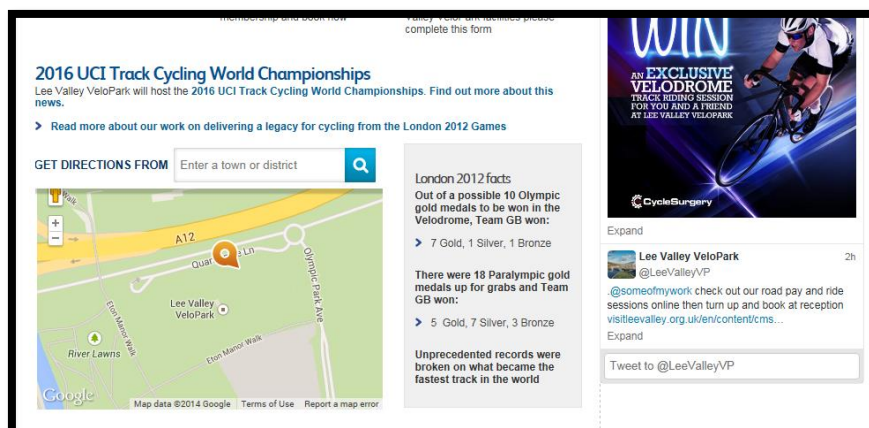 membership and book now
Valley VeloPark facilities please
complete this form
2016 UCI Track Cycling World Championships
Lee Valley VeloPark will host the 2016 UCI Track Cycling World Championships. Find out more about this
news.
Read more about our work on delivering a legacy for cycling from the London 2012 Games
GET DIRECTIONS FROM
Enter a town or district
Walk
A12
Lee Valley
VeloPark
Olympic Park Ave
Eton Manor Walk
Eton Manor Walk
River Lawns
Google
Map data ©2014 Google
Terms of Use
Report a map error
London 2012 facts
Out of a possible 10 Olympic
gold medals to be won in the
Velodrome, Team GB won:
7 Gold, 1 Silver, 1 Bronze
There were 18 Paralympic gold
medals up for grabs and Team
GB won:
5 Gold, 7 Silver, 3 Bronze
Unprecedented records were
broken on what became the
fastest track in the world
WIN
AN EXCLUSIVE
VELODROME
TRACK RIDING SESSION
FOR YOU AND A FRIEND
AT LEE VALLEY VELOPARK
CycleSurgery
Expand
Lee Valley VeloPark
2h
@LeeValleyVP
.@someofmywork check out our road pay and ride
sessions online then turn up and book at reception
visitleevalley.org.uk/en/content/cms…
Expand
Tweet to @LeeValleyVP